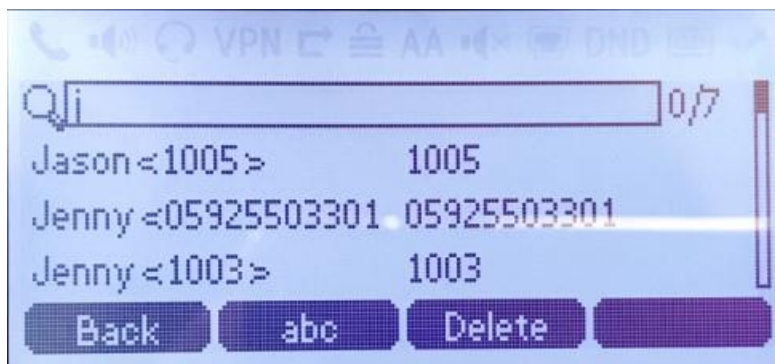 VPN AA DND
j 0/7
Jason<1005> 1005
Jenny<05925503301 05925503301
Jenny<1003> 1003
Back abc Delete